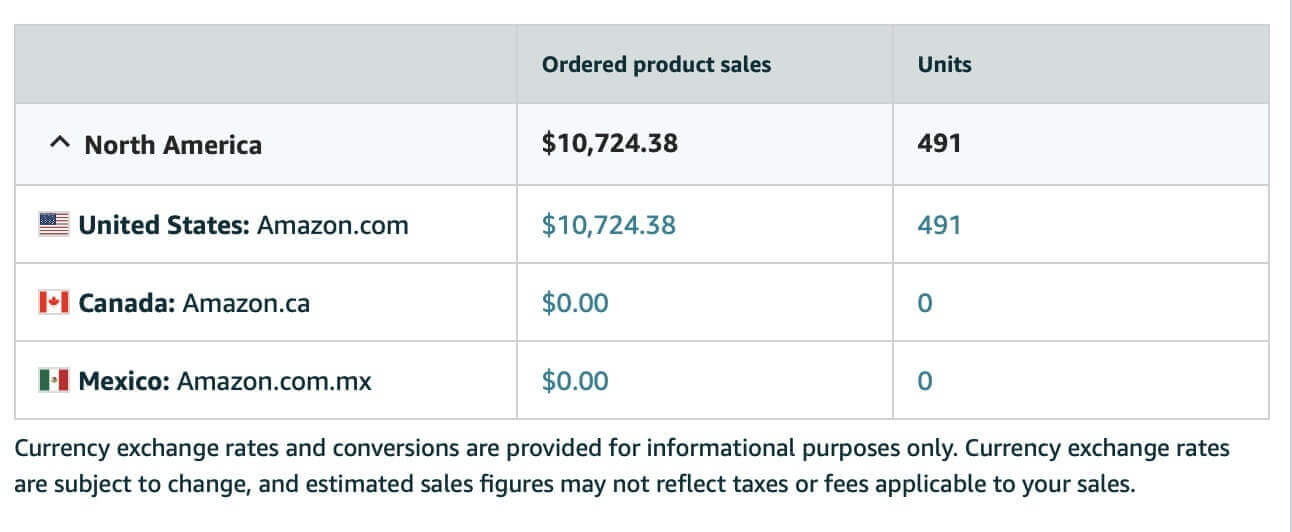 Ordered product sales Units
North America $10,724.38 491
United States: Amazon.com $10,724.38 491
Canada: Amazon.ca $0.00 0
Mexico: Amazon.com.mx $0.00 0
Currency exchange rates and conversions are provided for informational purposes only. Currency exchange rates
are subject to change, and estimated sales figures may not reflect taxes or fees applicable to your sales.